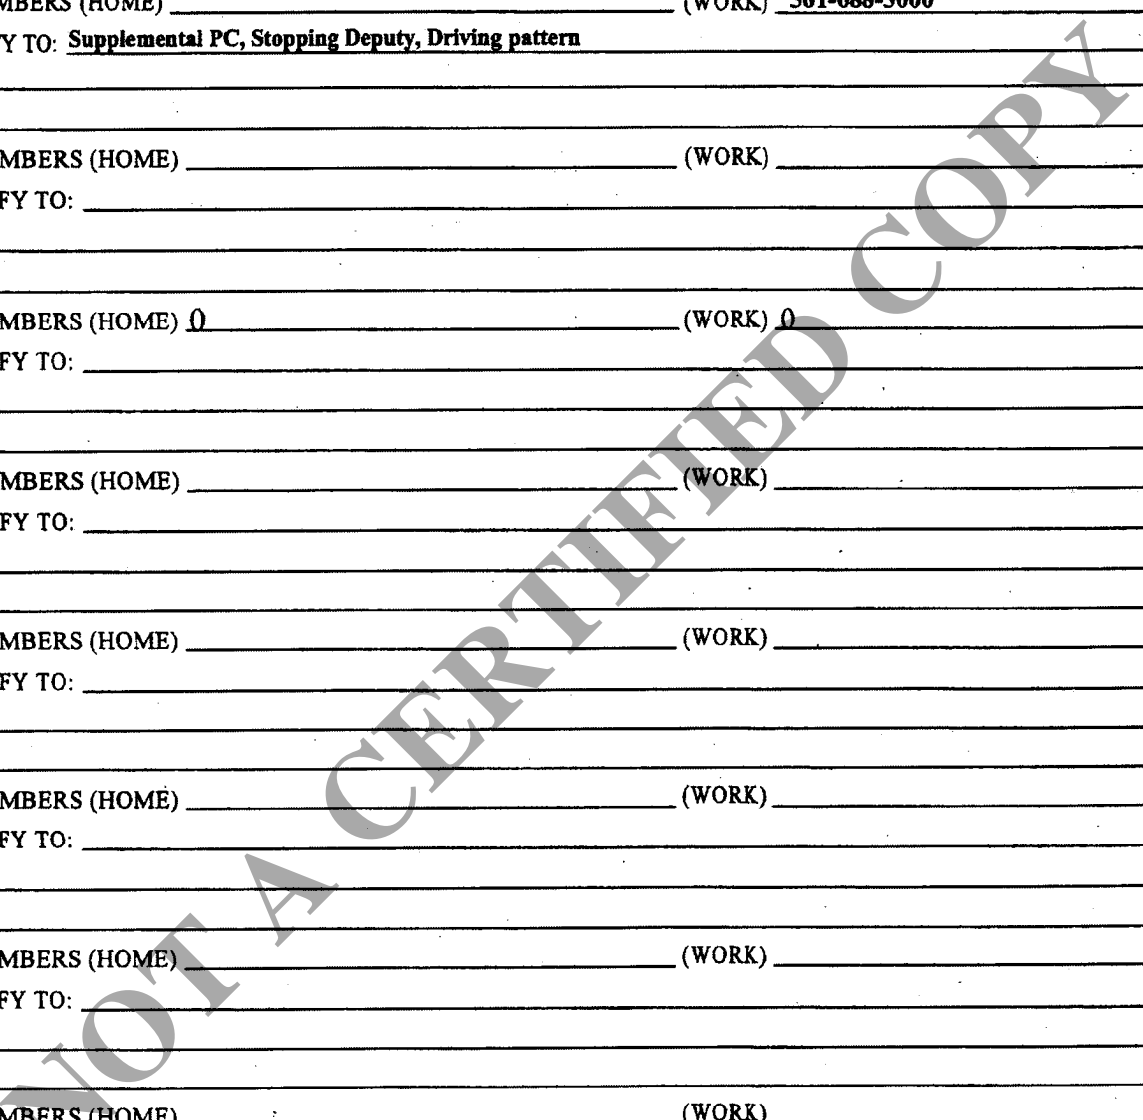 MBERS (HOME) (WORK)
Y TO: Supplemental PC, Stopping Deputy, Driving pattern
MBERS (HOME) (WORK)
FY TO:
MBERS (HOME) 0 (WORK) 0
FY TO:
MBERS (HOME) (WORK)
FY TO:
MBERS (HOME) (WORK)
FY TO:
MBERS (HOME) (WORK)
FY TO:
MBERS (HOME) (WORK)
FY TO:
MBERS (HOME) (WORK)
NOT A CERTIFIED COPY